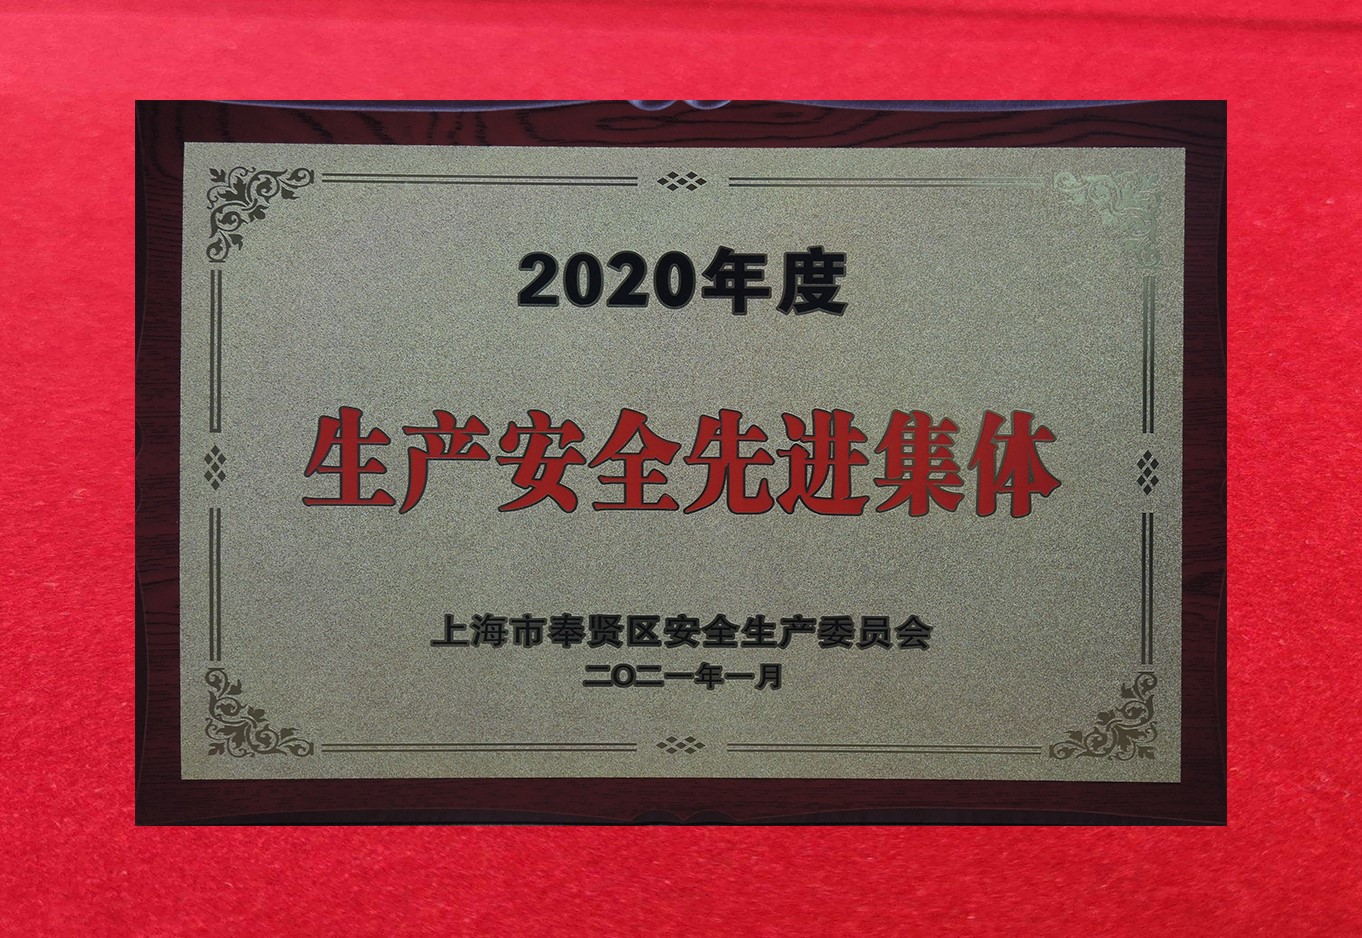 2020年度
生产安全先进集体
上海市奉贤区安全生产委员会
二〇二一年一月